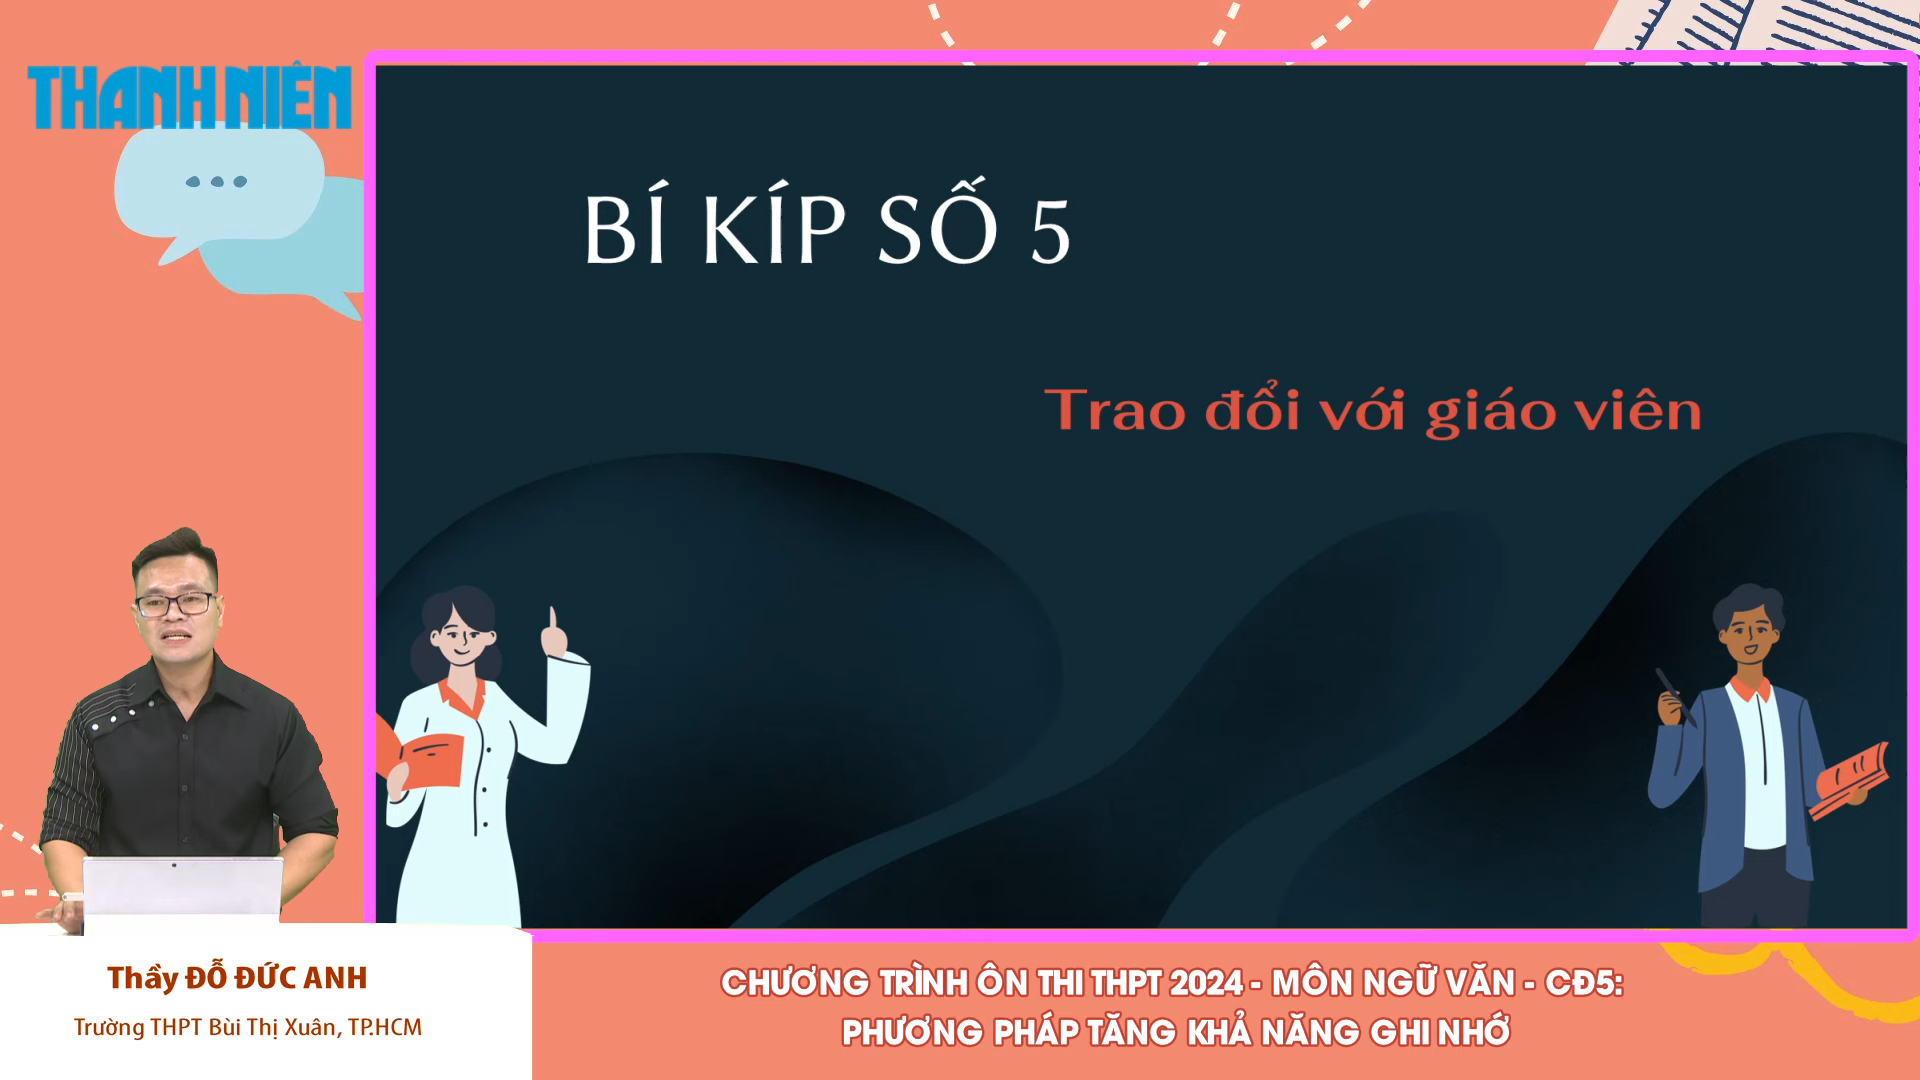 THANH NIÊN
BÍ KÍP SỐ 5
Trao đổi với giáo viên
Thầy ĐỖ ĐỨC ANH
Trường THPT Bùi Thị Xuân, TP.HCM
CHƯƠNG TRÌNH ÔN THI THPT 2024 - MÔN NGỮ VĂN - CĐ5:
PHƯƠNG PHÁP TĂNG KHẢ NĂNG GHI NHỚ